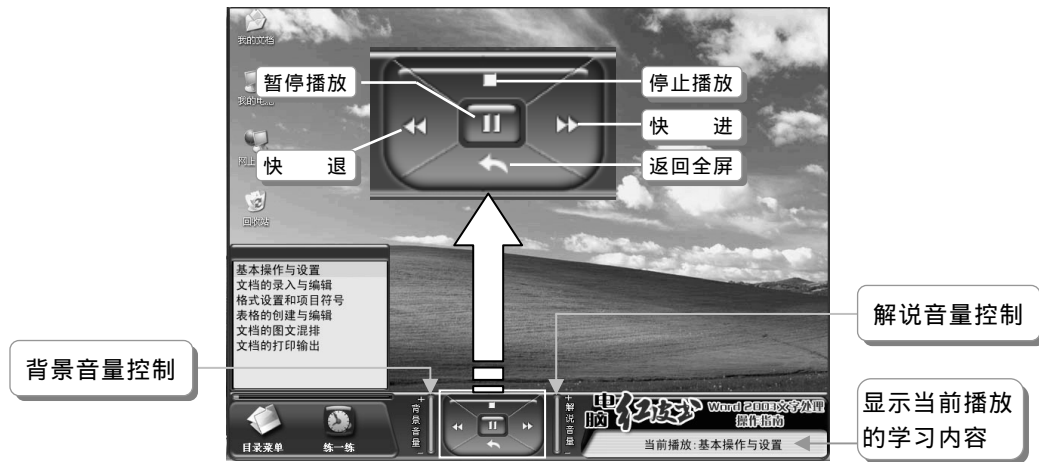 我的文档
暂停播放
停止播放
快进
快退
返回全屏
回收站
基本操作与设置
文档的录入与编辑
格式设置和项目符号
表格的创建与编辑
文档的图文混排
文档的打印输出
解说音量控制
背景音量控制
+
背景音量
-
+
解说音量
-
目录菜单
练一练
电脑红皮书
Word 2003文字处理
操作指南
当前播放:基本操作与设置
显示当前播放
的学习内容